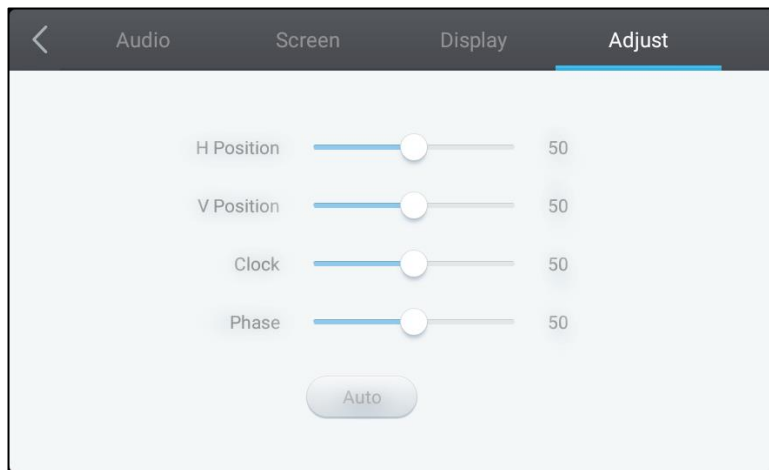 Audio Screen Display Adjust
H Position 50
V Position 50
Clock 50
Phase 50
Auto